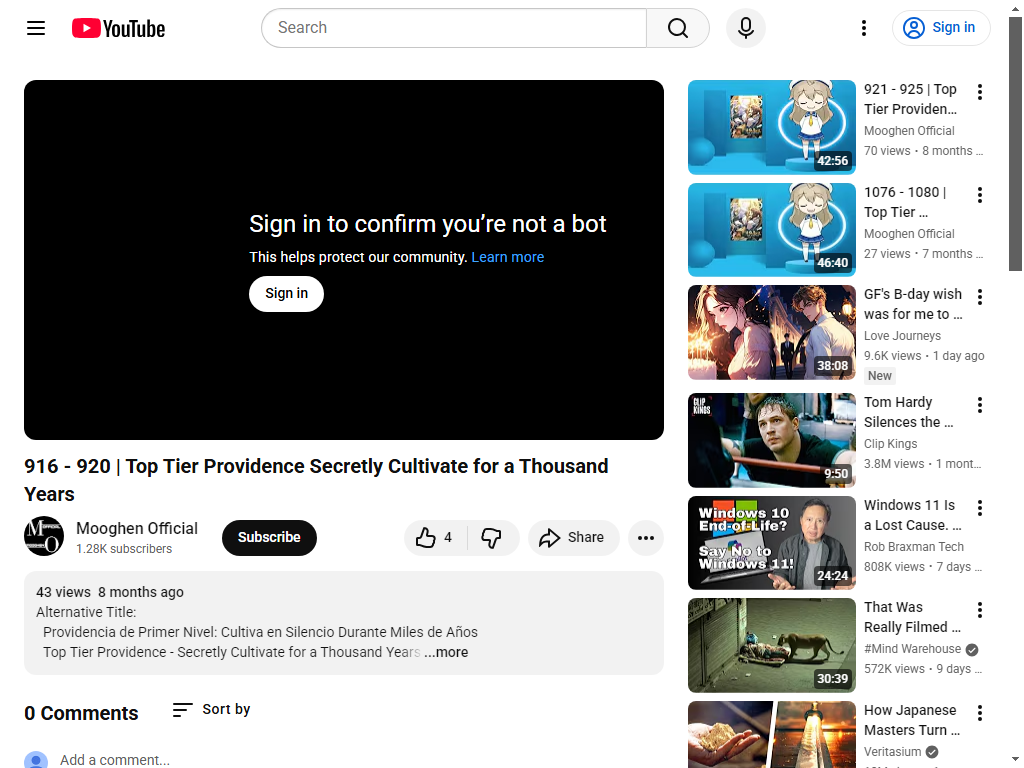 YouTube
Search
Sign in
Sign in to confirm you’re not a bot
This helps protect our community. Learn more
Sign in
916 - 920 | Top Tier Providence Secretly Cultivate for a Thousand
Years
Mooghen Official
1.28K subscribers
Subscribe
4
Share
43 views 8 months ago
Alternative Title:
Providencia de Primer Nivel: Cultiva en Silencio Durante Miles de Años
Top Tier Providence - Secretly Cultivate for a Thousand Years ...more
0 Comments
Sort by
Add a comment...
42:56
921 - 925 | Top
Tier Providen...
Mooghen Official
70 views • 8 months ...
46:40
1076 - 1080 |
Top Tier ...
Mooghen Official
27 views • 7 months ...
38:08
GF's B-day wish
was for me to ...
Love Journeys
9.6K views • 1 day ago
New
CLIP
KINGS
9:50
Tom Hardy
Silences the ...
Clip Kings
3.8M views • 1 mont...
Windows 10
End-of-Life?
Say No to
Windows 11!
24:24
Windows 11 Is
a Lost Cause. ...
Rob Braxman Tech
808K views • 7 days ...
30:39
That Was
Really Filmed ...
#Mind Warehouse
572K views • 9 days ...
How Japanese
Masters Turn ...
Veritasium